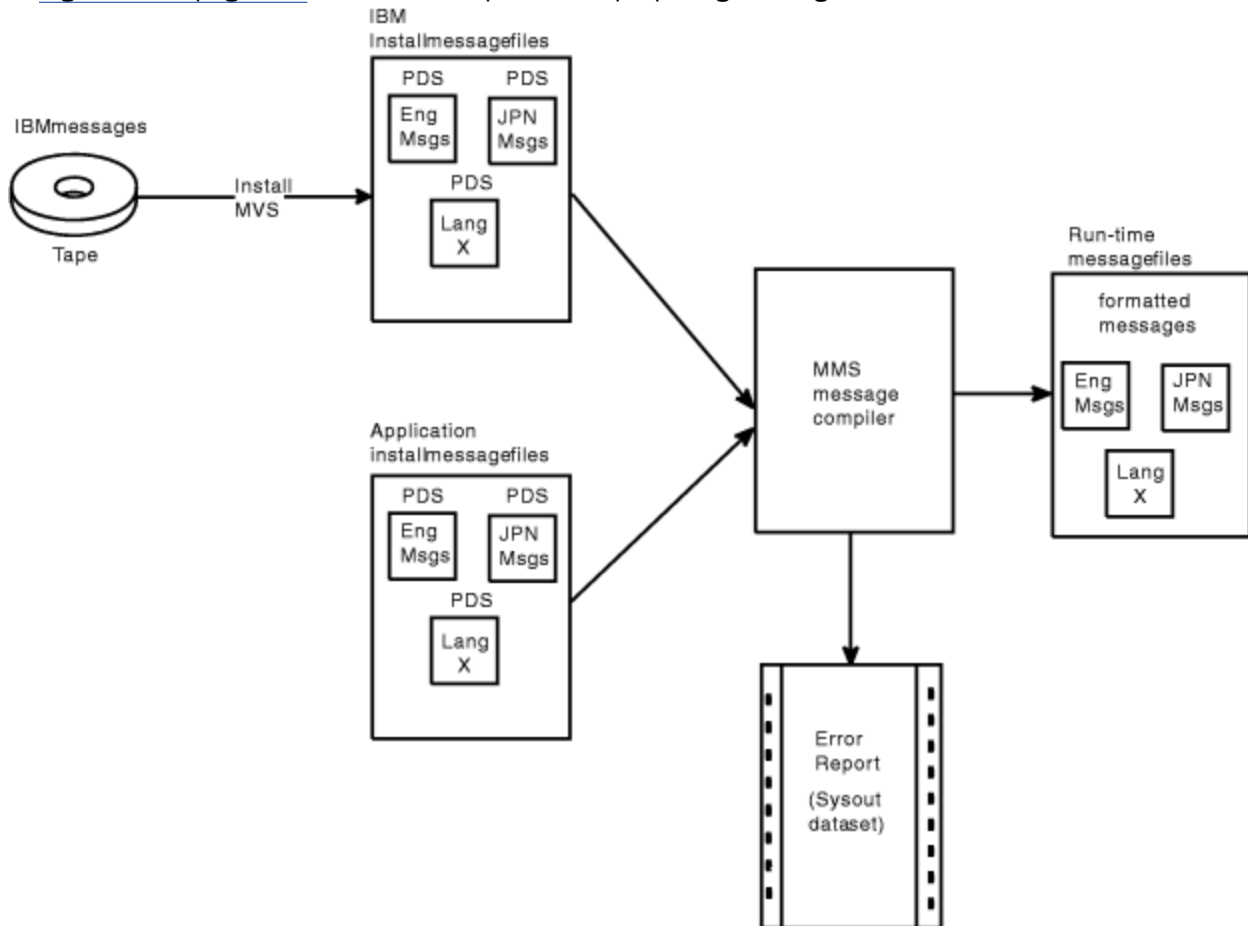 IBM
Installmessagefiles
PDS
PDS
Eng
Msgs
JPN
Msgs
PDS
Lang
X
IBMmessages
Tape
Install
MVS
Application
installmessagefiles
PDS
PDS
Eng
Msgs
JPN
Msgs
PDS
Lang
X
MMS
message
compiler
Run-time
messagefiles
formatted
messages
Eng
Msgs
JPN
Msgs
Lang
X
Error
Report
(Sysout
dataset)